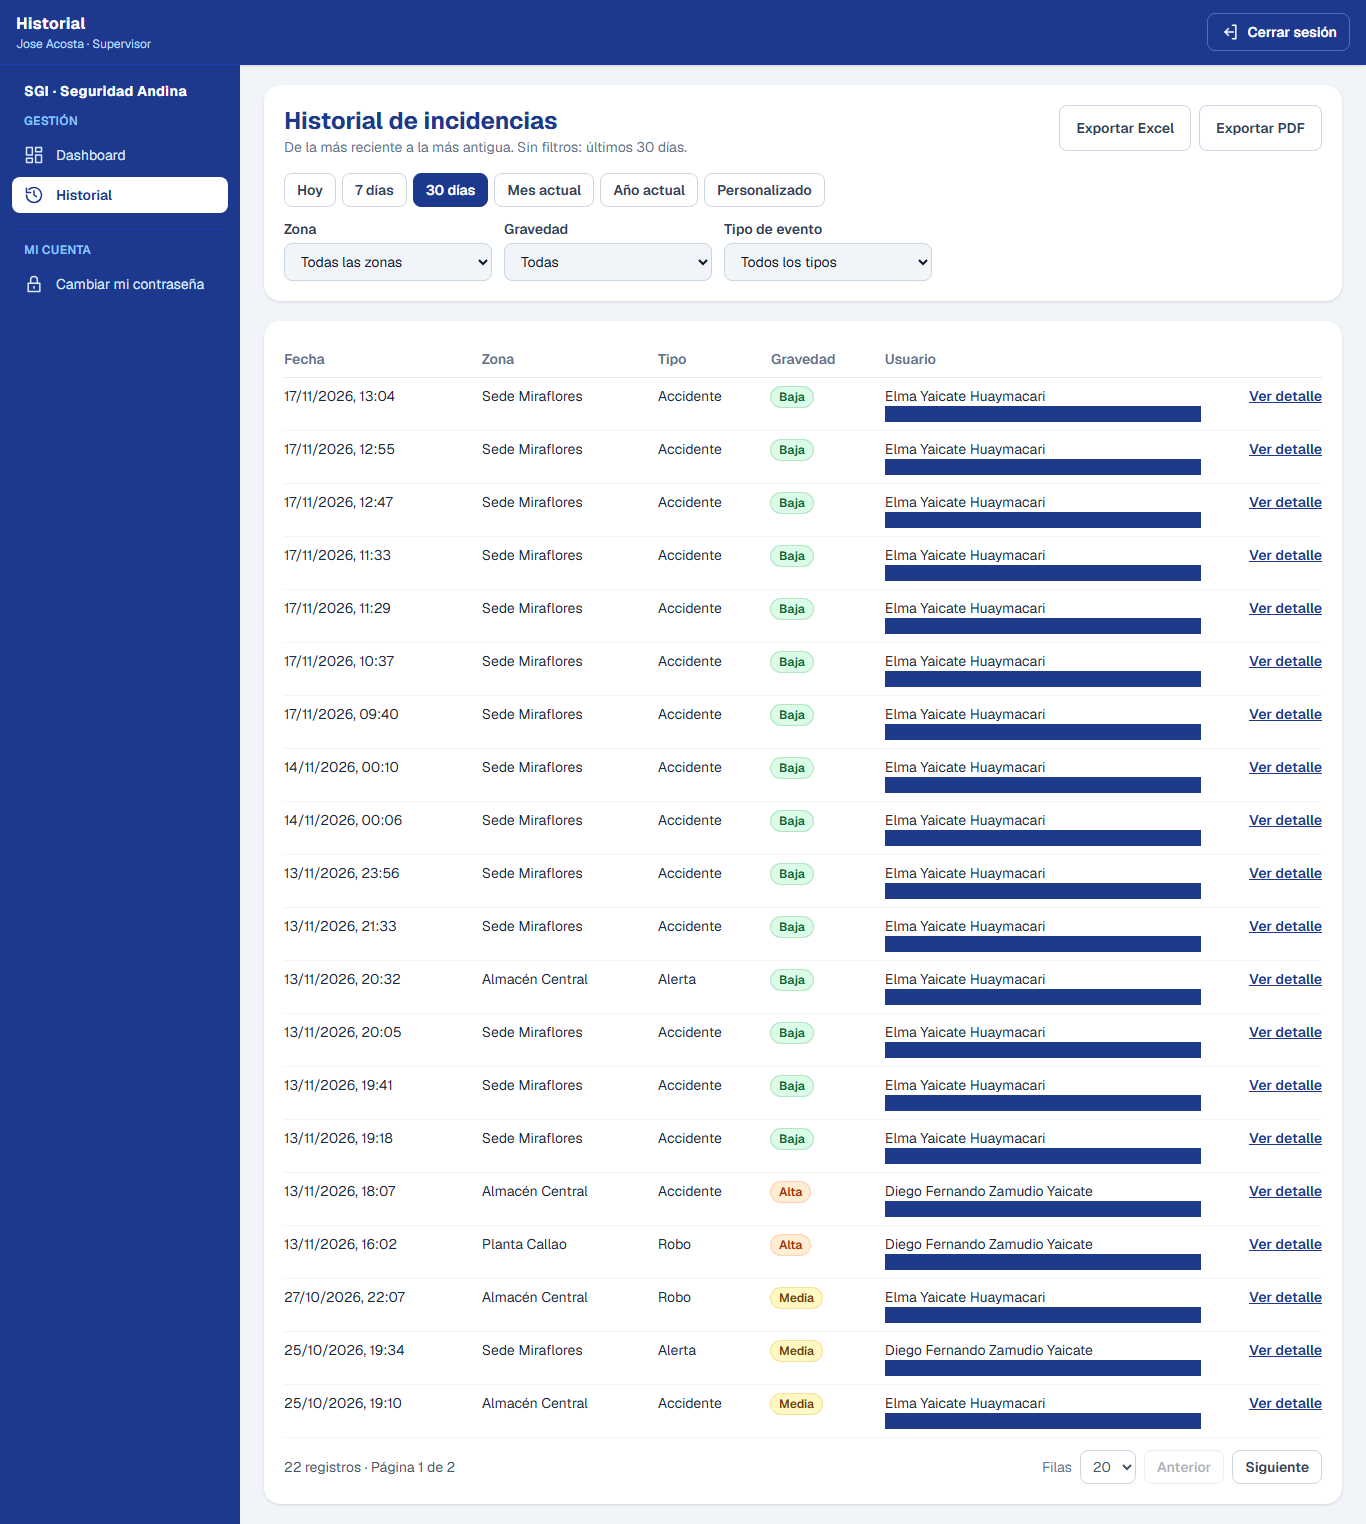 Historial
Jose Acosta · Supervisor
Cerrar sesión
SGI · Seguridad Andina
GESTIÓN
Dashboard
Historial
MI CUENTA
Cambiar mi contraseña
Historial de incidencias
De la más reciente a la más antigua. Sin filtros: últimos 30 días.
Exportar Excel
Exportar PDF
Hoy 7 días 30 días Mes actual Año actual Personalizado
Zona Gravedad Tipo de evento
Todas las zonas Todas Todos los tipos
Fecha Zona Tipo Gravedad Usuario
17/11/2026, 13:04 Sede Miraflores Accidente Baja Elma Yaicate Huaymacari Ver detalle
17/11/2026, 12:55 Sede Miraflores Accidente Baja Elma Yaicate Huaymacari Ver detalle
17/11/2026, 12:47 Sede Miraflores Accidente Baja Elma Yaicate Huaymacari Ver detalle
17/11/2026, 11:33 Sede Miraflores Accidente Baja Elma Yaicate Huaymacari Ver detalle
17/11/2026, 11:29 Sede Miraflores Accidente Baja Elma Yaicate Huaymacari Ver detalle
17/11/2026, 10:37 Sede Miraflores Accidente Baja Elma Yaicate Huaymacari Ver detalle
17/11/2026, 09:40 Sede Miraflores Accidente Baja Elma Yaicate Huaymacari Ver detalle
14/11/2026, 00:10 Sede Miraflores Accidente Baja Elma Yaicate Huaymacari Ver detalle
14/11/2026, 00:06 Sede Miraflores Accidente Baja Elma Yaicate Huaymacari Ver detalle
13/11/2026, 23:56 Sede Miraflores Accidente Baja Elma Yaicate Huaymacari Ver detalle
13/11/2026, 21:33 Sede Miraflores Accidente Baja Elma Yaicate Huaymacari Ver detalle
13/11/2026, 20:32 Almacén Central Alerta Baja Elma Yaicate Huaymacari Ver detalle
13/11/2026, 20:05 Sede Miraflores Accidente Baja Elma Yaicate Huaymacari Ver detalle
13/11/2026, 19:41 Sede Miraflores Accidente Baja Elma Yaicate Huaymacari Ver detalle
13/11/2026, 19:18 Sede Miraflores Accidente Baja Elma Yaicate Huaymacari Ver detalle
13/11/2026, 18:07 Almacén Central Accidente Alta Diego Fernando Zamudio Yaicate Ver detalle
13/11/2026, 16:02 Planta Callao Robo Alta Diego Fernando Zamudio Yaicate Ver detalle
27/10/2026, 22:07 Almacén Central Robo Media Elma Yaicate Huaymacari Ver detalle
25/10/2026, 19:34 Sede Miraflores Alerta Media Diego Fernando Zamudio Yaicate Ver detalle
25/10/2026, 19:10 Almacén Central Accidente Media Elma Yaicate Huaymacari Ver detalle
22 registros · Página 1 de 2 Filas 20 Anterior Siguiente